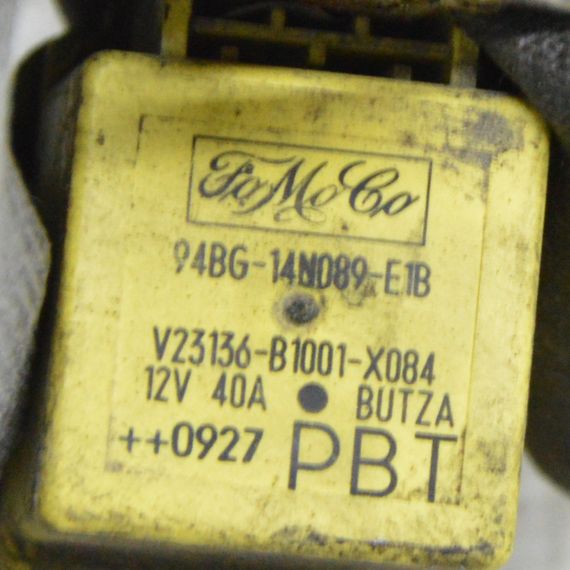 FoMoCo
94BG-14N089-E1B
V23136-B1001-X084
12V 40A ● BUTZA
++0927 PBT